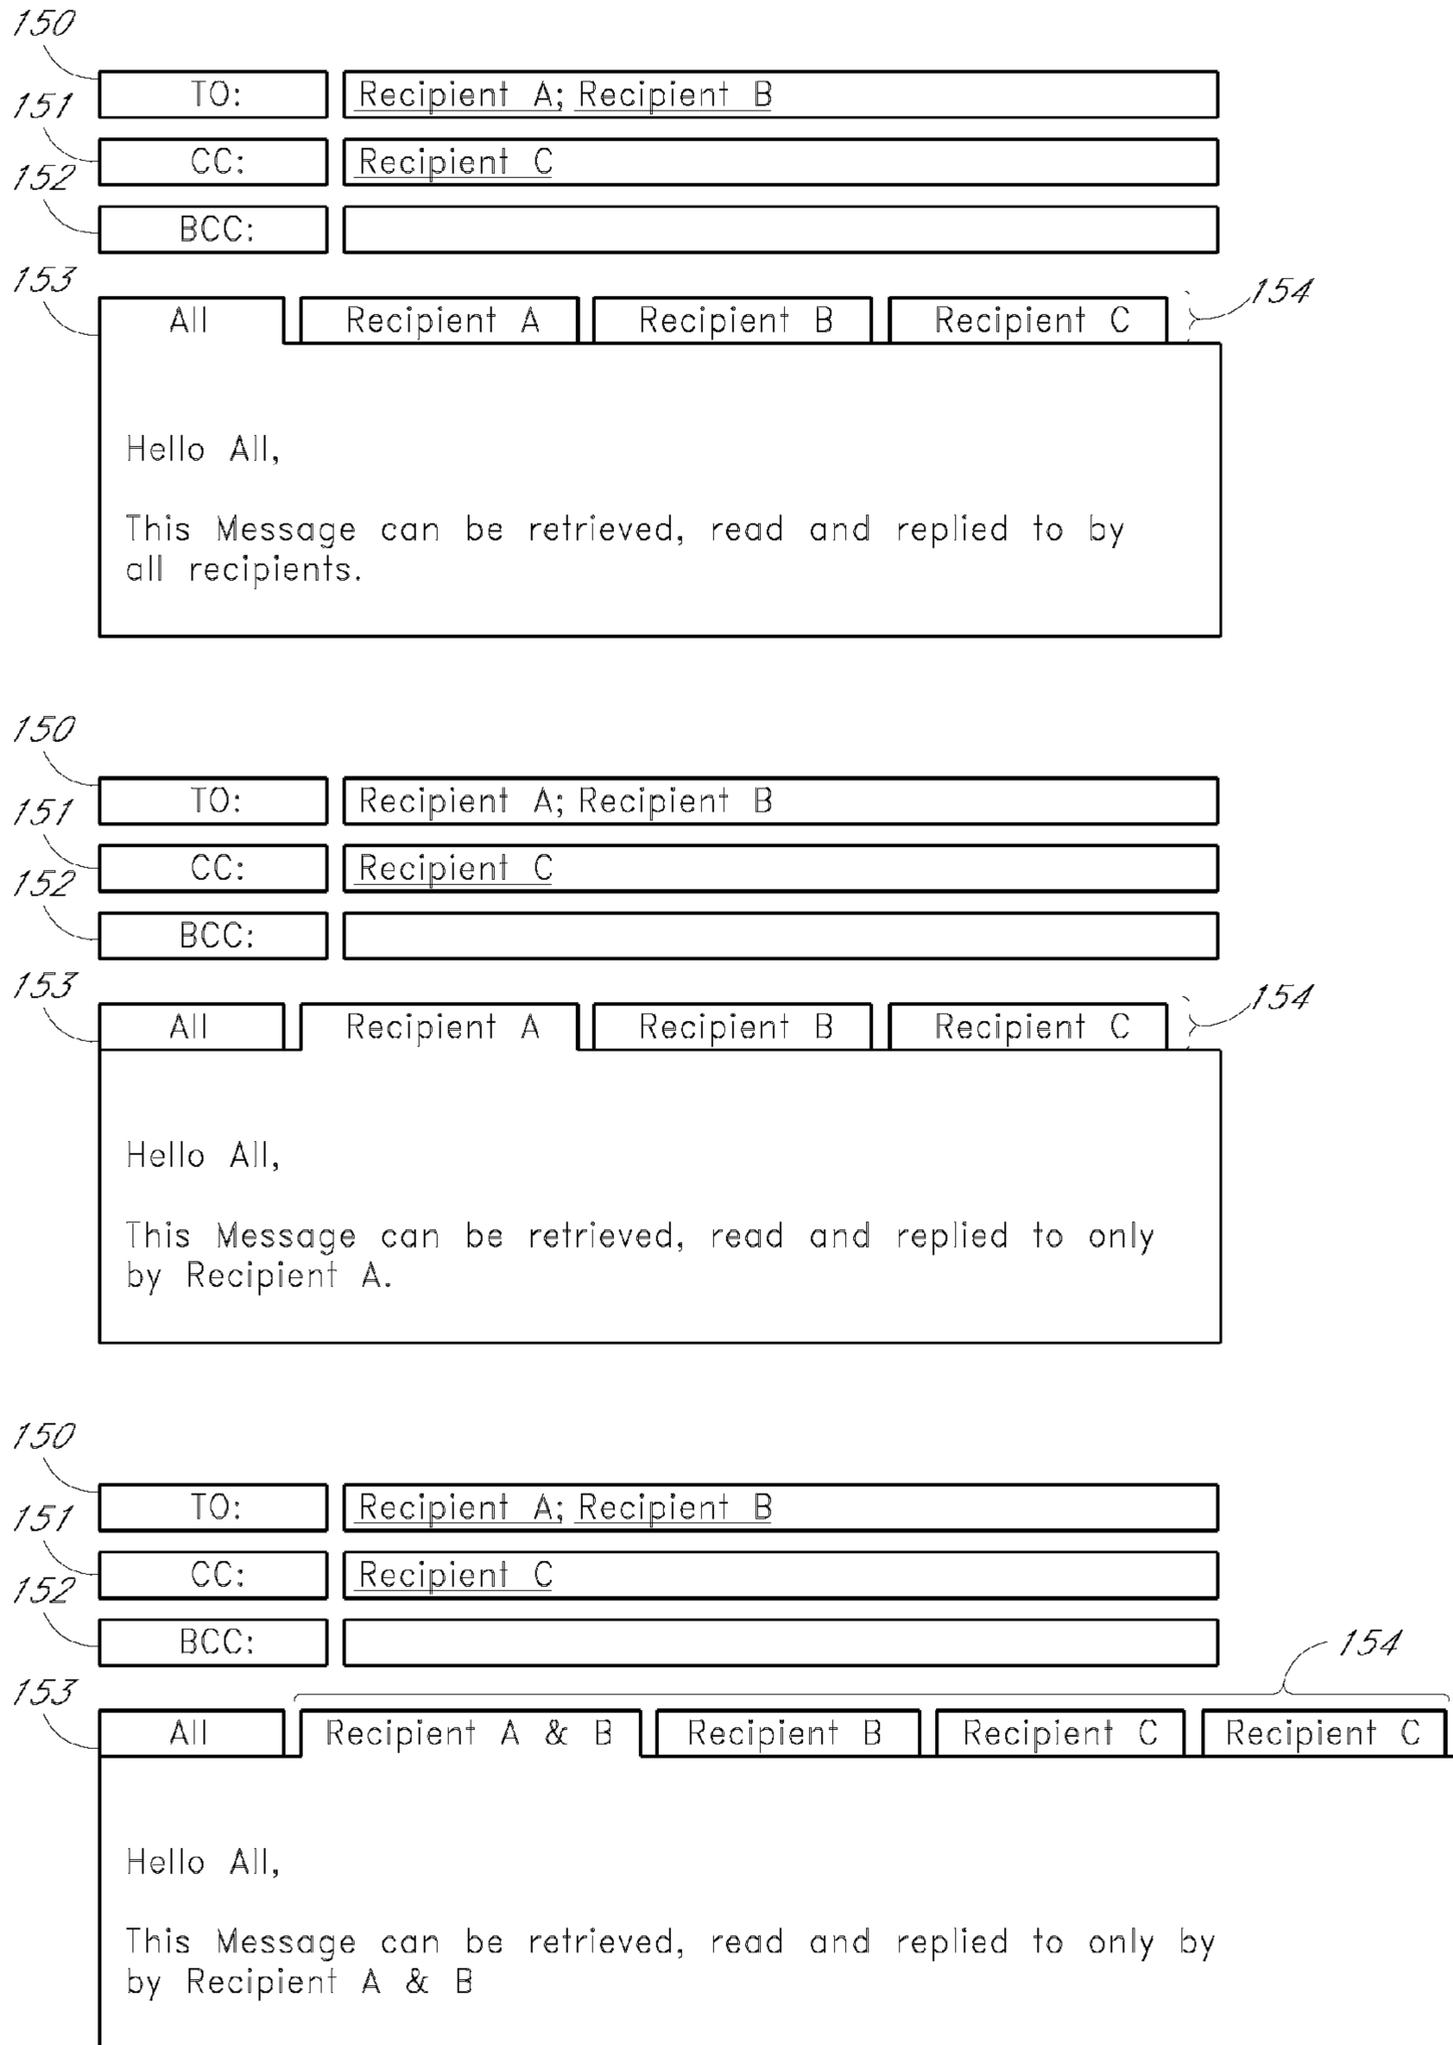 150
TO: Recipient A; Recipient B
151
CC: Recipient C
152
BCC:
153
All Recipient A Recipient B Recipient C 154
Hello All,
This Message can be retrieved, read and replied to by
all recipients.
150
TO: Recipient A; Recipient B
151
CC: Recipient C
152
BCC:
153
All Recipient A Recipient B Recipient C 154
Hello All,
This Message can be retrieved, read and replied to only
by Recipient A.
150
TO: Recipient A; Recipient B
151
CC: Recipient C
152
BCC:
154
153
All Recipient A & B Recipient B Recipient C Recipient C
Hello All,
This Message can be retrieved, read and replied to only by
by Recipient A & B